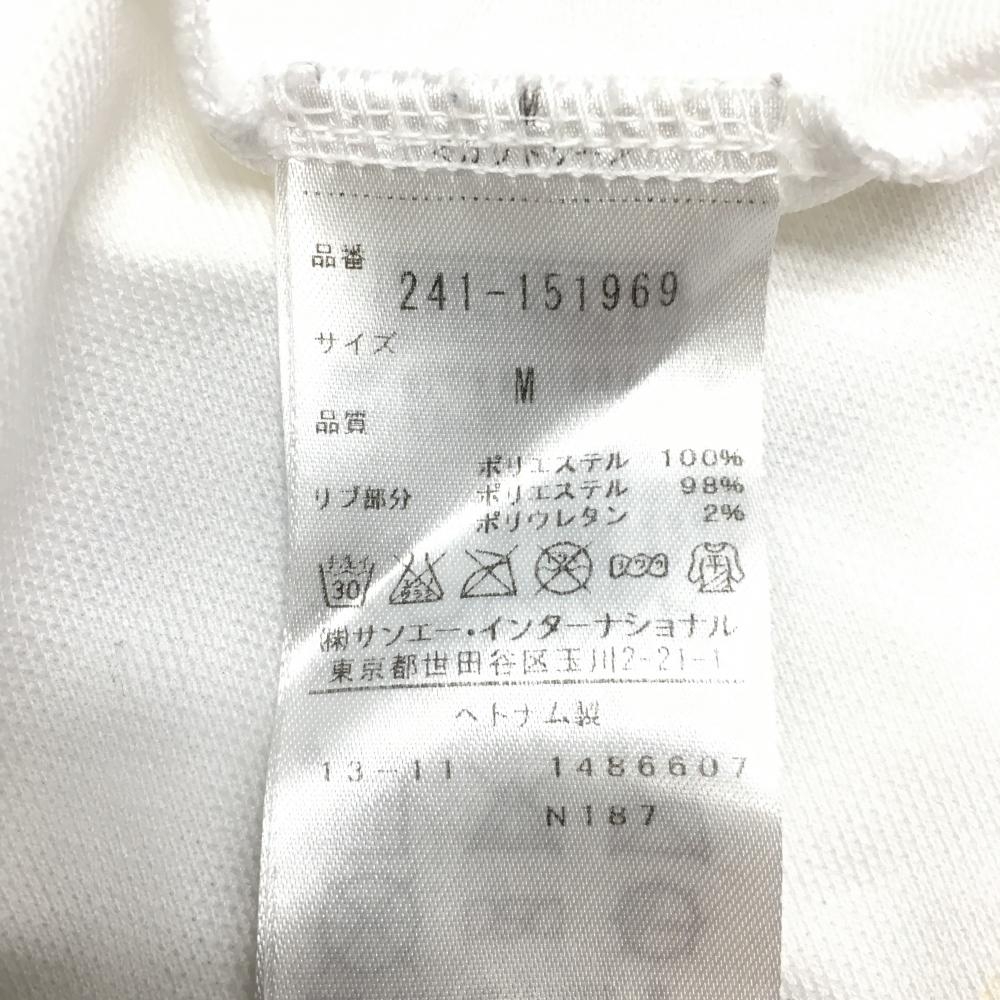 M
品番
241-151969
サイズ
M
品質
ポリエステル 100%
リブ部分 ポリエステル 98%
ポリウレタン 2%
手洗イ
30
(株)サンエー・インターナショナル
東京都世田谷区玉川2-21-1
ベトナム製
13-11 1486607
N187